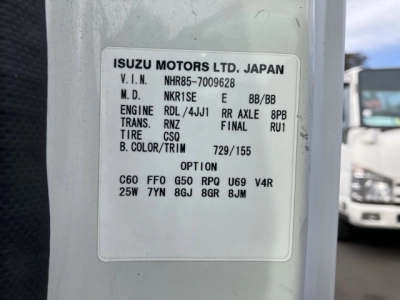 ISUZU MOTORS LTD. JAPAN
V.I.N. NHR85-7009628
M.D. NKR1SE E BB/BB
ENGINE RDL/4JJ1 RR AXLE 8PB
TRANS. RNZ FINAL RU1
TIRE CSQ
B.COLOR/TRIM 729/155
OPTION
C60 FF0 G50 RPQ U69 V4R
25W 7YN 8GJ 8GR 8JM